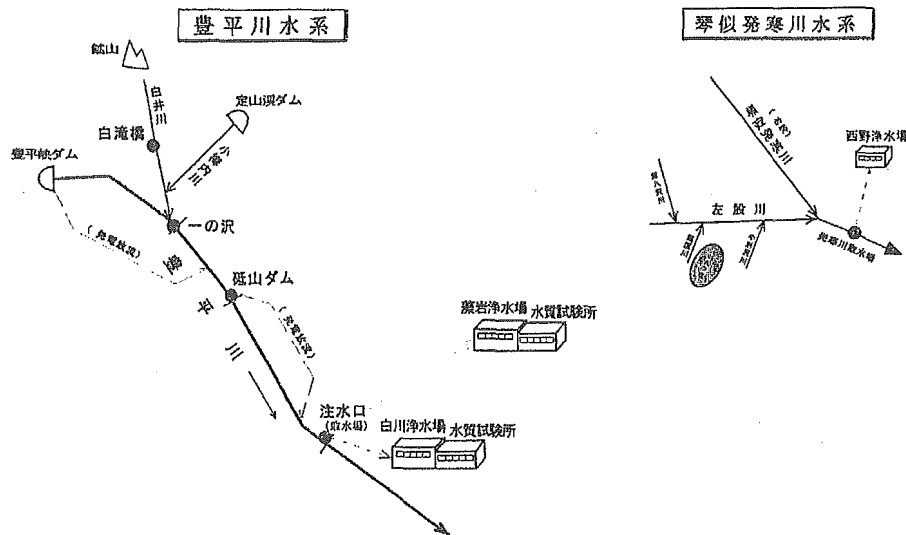 豊平川水系
琴似発寒川水系
鉱山
白井川
定山渓ダム
白滝橋
小樽内川
豊平峡ダム
一の沢
(発電放流)
豊平川
砥山ダム
(発電放流)
藻岩浄水場 水質試験所
注水口
(取水場)
白川浄水場 水質試験所
琴似発寒川
(右股)
西野浄水場
左股川
発寒川取水場